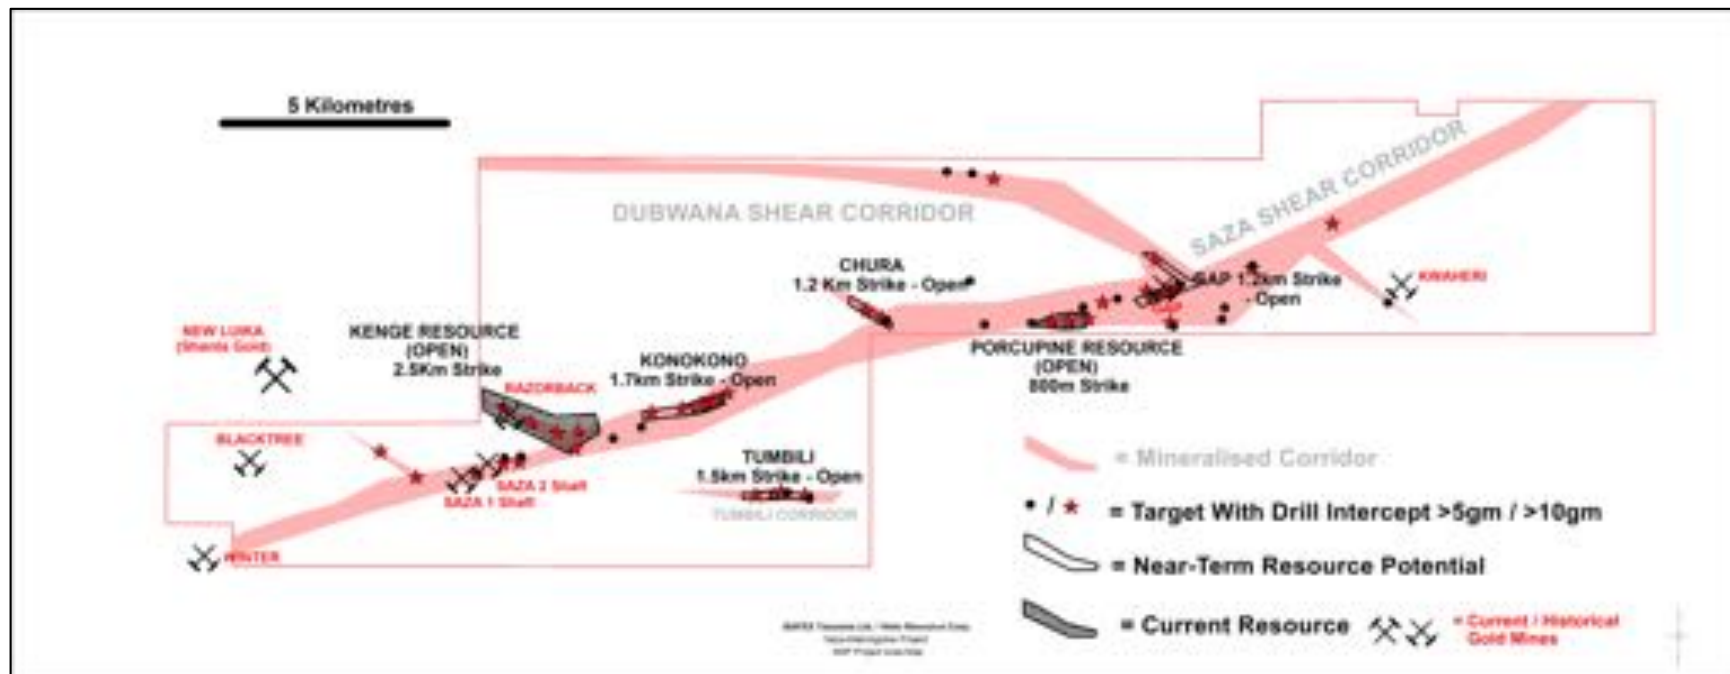 5 Kilometres
DUBWANA SHEAR CORRIDOR
SAZA SHEAR CORRIDOR
CHURA
1.2 Km Strike - Open
GAP 1.2km Strike
- Open
KWAHERI
NEW LUIKA
(Shanta Gold)
KENGE RESOURCE
(OPEN)
2.5Km Strike
RAZORBACK
KONOKONO
1.7km Strike - Open
PORCUPINE RESOURCE
(OPEN)
800m Strike
BLACKTREE
SAZA 2 Shaft
SAZA 1 Shaft
TUMBILI
1.5km Strike - Open
TUMBILI CORRIDOR
WINTER
= Mineralised Corridor
/ = Target With Drill Intercept >5gm / >10gm
= Near-Term Resource Potential
= Current Resource
= Current / Historical
Gold Mines